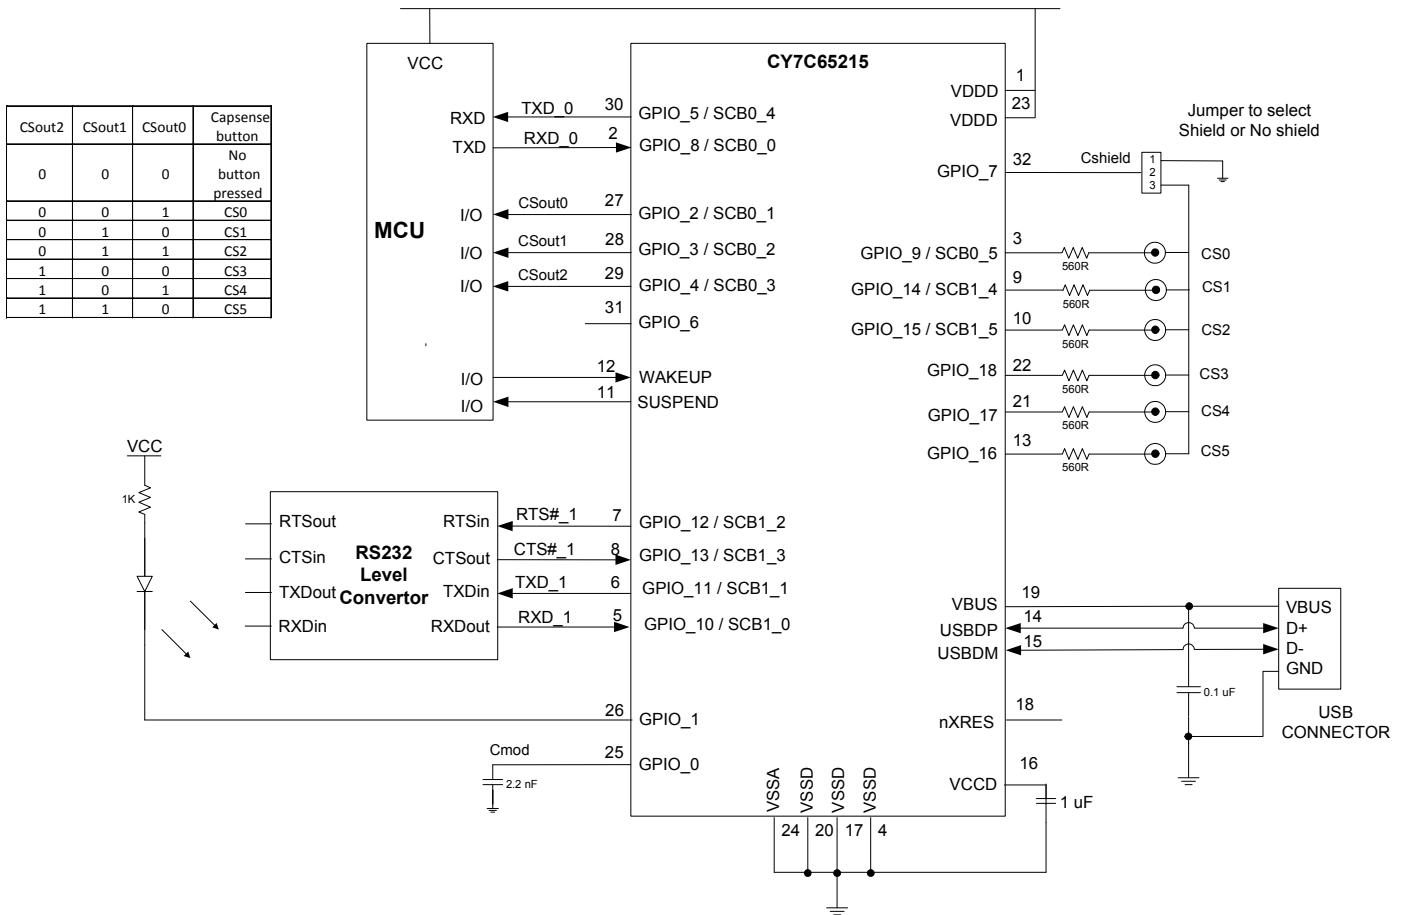 CSout2 CSout1 CSout0 Capsense button
0 0 0 No button pressed
0 0 1 CS0
0 1 0 CS1
0 1 1 CS2
1 0 0 CS3
1 0 1 CS4
1 1 0 CS5
VCC
MCU
RXD
TXD
I/O
I/O
I/O
I/O
I/O
TXD_0
RXD_0
CSout0
CSout1
CSout2
CY7C65215
30 GPIO_5 / SCB0_4
2 GPIO_8 / SCB0_0
27 GPIO_2 / SCB0_1
28 GPIO_3 / SCB0_2
29 GPIO_4 / SCB0_3
31 GPIO_6
12 WAKEUP
11 SUSPEND
7 GPIO_12 / SCB1_2
8 GPIO_13 / SCB1_3
6 GPIO_11 / SCB1_1
5 GPIO_10 / SCB1_0
26 GPIO_1
25 GPIO_0
VDDD 1
VDDD 23
GPIO_7 32
GPIO_9 / SCB0_5 3
GPIO_14 / SCB1_4 9
GPIO_15 / SCB1_5 10
GPIO_18 22
GPIO_17 21
GPIO_16 13
VBUS 19
USBDP 14
USBDM 15
nXRES 18
VCCD 16
VSSA
VSSD
VSSD
VSSD
24 20 17 4
1 uF
Jumper to select
Shield or No shield
Cshield
1
2
3
560R CS0
560R CS1
560R CS2
560R CS3
560R CS4
560R CS5
VCC
1K
RS232
Level
Convertor
RTSout
CTSin
TXDout
RXDin
RTSin
CTSout
TXDin
RXDout
RTS#_1
CTS#_1
TXD_1
RXD_1
Cmod
2.2 nF
VBUS
D+
D-
GND
0.1 uF
USB
CONNECTOR